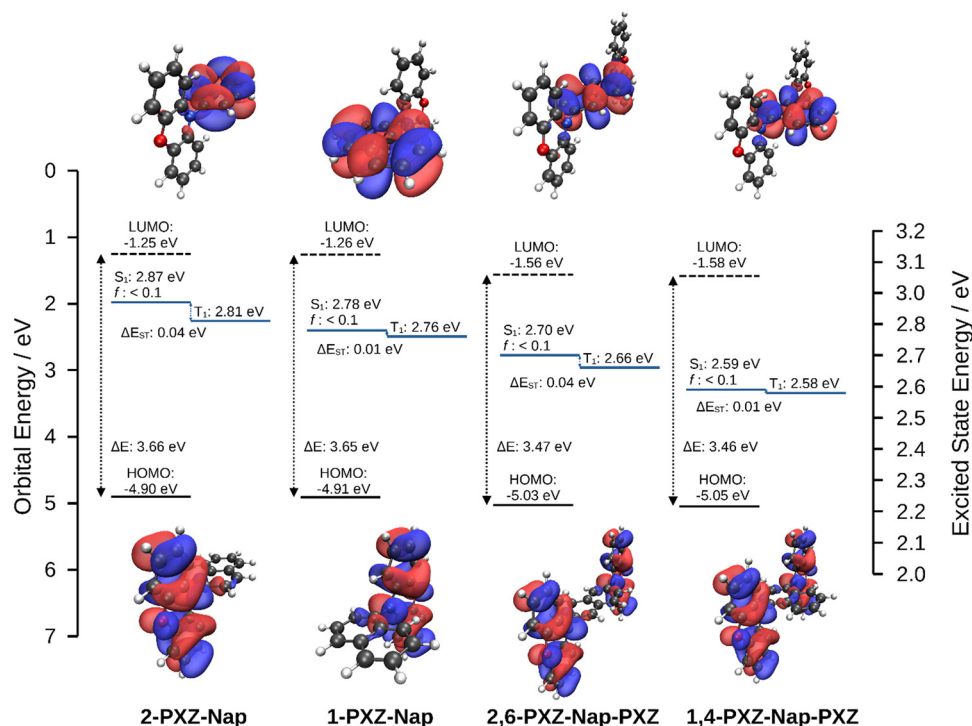 0
1
2
3
4
5
6
7
Orbital Energy / eV
LUMO:
-1.25 eV
S₁: 2.87 eV
f : < 0.1
T₁: 2.81 eV
ΔEST: 0.04 eV
ΔE: 3.66 eV
HOMO:
-4.90 eV
2-PXZ-Nap
LUMO:
-1.26 eV
S₁: 2.78 eV
f : < 0.1
T₁: 2.76 eV
ΔEST: 0.01 eV
ΔE: 3.65 eV
HOMO:
-4.91 eV
1-PXZ-Nap
LUMO:
-1.56 eV
S₁: 2.70 eV
f : < 0.1
T₁: 2.66 eV
ΔEST: 0.04 eV
ΔE: 3.47 eV
HOMO:
-5.03 eV
2,6-PXZ-Nap-PXZ
LUMO:
-1.58 eV
S₁: 2.59 eV
f : < 0.1
T₁: 2.58 eV
ΔEST: 0.01 eV
ΔE: 3.46 eV
HOMO:
-5.05 eV
1,4-PXZ-Nap-PXZ
3.2
3.1
3.0
2.8
2.7
2.6
2.5
2.4
2.3
2.2
2.1
2.0
Excited State Energy / eV